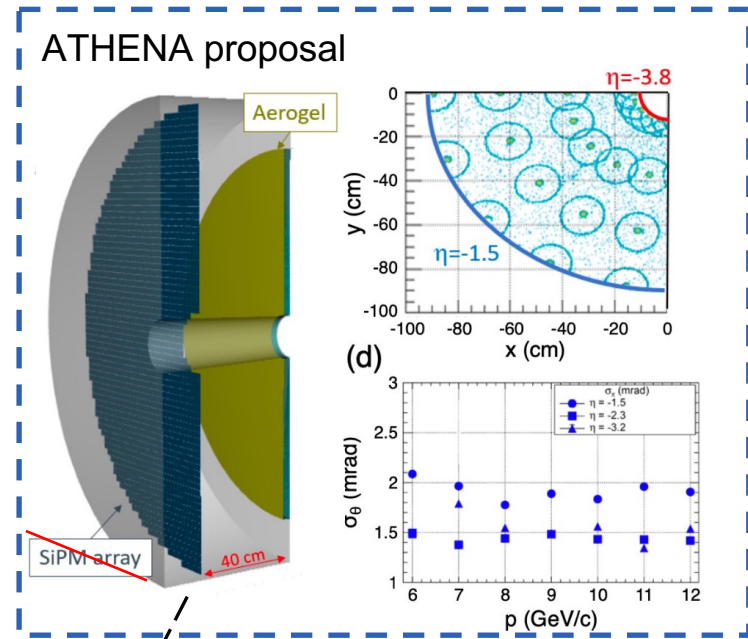 ATHENA proposal
Aerogel
SiPM array
40 cm
η=-3.8
0
-20
-40
-60
-80
-100
y (cm)
η=-1.5
-100 -80 -60 -40 -20 0
x (cm)
(d)
3
2.5
2
1.5
1
σθ (mrad)
σπ (mrad)
η = -1.5
η = -2.3
η = -3.2
6 7 8 9 10 11 12
p (GeV/c)